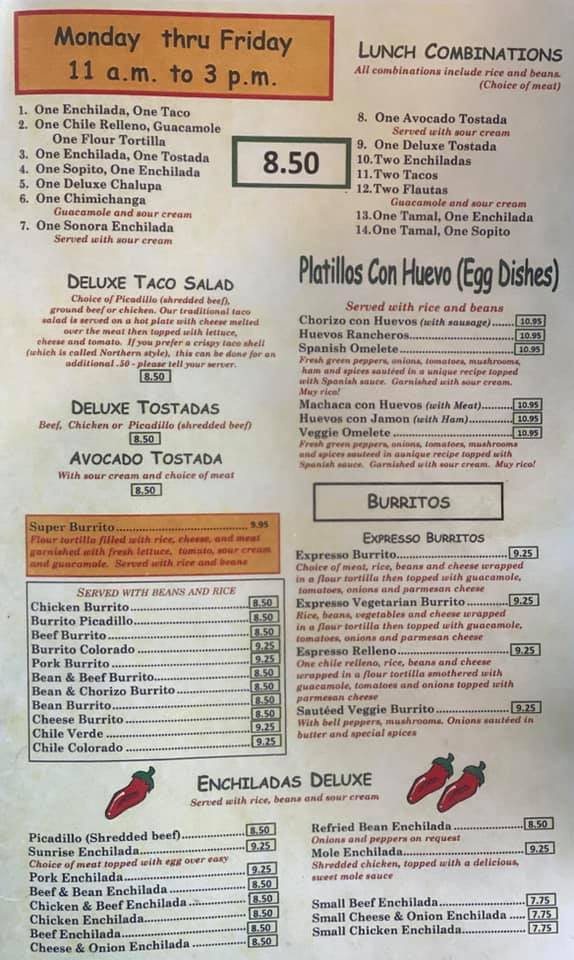 Monday thru Friday
11 a.m. to 3 p.m.
LUNCH COMBINATIONS
All combinations include rice and beans.
(Choice of meat)
1. One Enchilada, One Taco
2. One Chile Relleno, Guacamole
One Flour Tortilla
3. One Enchilada, One Tostada
4. One Sopito, One Enchilada
5. One Deluxe Chalupa
6. One Chimichanga
Guacamole and sour cream
7. One Sonora Enchilada
Served with sour cream
8.50
8. One Avocado Tostada
Served with sour cream
9. One Deluxe Tostada
10. Two Enchiladas
11. Two Tacos
12. Two Flautas
Guacamole and sour cream
13. One Tamal, One Enchilada
14. One Tamal, One Sopito
DELUXE TACO SALAD
Choice of Picadillo (shredded beef),
ground beef or chicken. Our traditional taco
salad is served on a hot plate with cheese melted
over the meat then topped with lettuce,
cheese and tomato. If you prefer a crispy taco shell
(which is called Northern style), this can be done for an
additional .50 - please tell your server.
8.50
DELUXE TOSTADAS
Beef, Chicken or Picadillo (shredded beef)
8.50
AVOCADO TOSTADA
With sour cream and choice of meat
8.50
Platillos Con Huevo (Egg Dishes)
Served with rice and beans
Chorizo con Huevos (with sausage)....... 10.95
Huevos Rancheros................................ 10.95
Spanish Omelete................................ 10.95
Fresh green peppers, onions, tomatoes, mushrooms,
ham and spices sautéed in a unique recipe topped
with Spanish sauce. Garnished with sour cream.
Muy rico!
Machaca con Huevos (with Meat).......... 10.95
Huevos con Jamon (with Ham)............. 10.95
Veggie Omelete ................................ 10.95
Fresh green peppers, onions, tomatoes, mushrooms
and spices sauteed in aunique recipe topped with
Spanish sauce. Garnished with sour cream. Muy rico!
Super Burrito................................ 9.95
Flour tortilla filled with rice, cheese, and meat
garnished with fresh lettuce, tomato, sour cream
and guacamole. Served with rice and beans
SERVED WITH BEANS AND RICE
Chicken Burrito................................ 8.50
Burrito Picadillo................................ 8.50
Beef Burrito................................ 8.50
Burrito Colorado ................................ 9.25
Pork Burrito ................................ 9.25
Bean & Beef Burrito................................ 8.50
Bean & Chorizo Burrito ................................ 8.50
Bean Burrito................................ 8.50
Cheese Burrito ................................ 8.50
Chile Verde ................................ 9.25
Chile Colorado ................................ 9.25
BURRITOS
EXPRESSO BURRITOS
Expresso Burrito................................ 9.25
Choice of meat, rice, beans and cheese wrapped
in a flour tortilla then topped with guacamole,
tomatoes, onions and parmesan cheese
Expresso Vegetarian Burrito ................ 9.25
Rice, beans, vegetables and cheese wrapped
in a flour tortilla then topped with guacamole,
tomatoes, onions and parmesan cheese
Expresso Relleno................................ 9.25
One chile relleno, rice, beans and cheese
wrapped in a flour tortilla smothered with
guacamole, tomatoes and onions topped with
parmesan cheese
Sautéed Veggie Burrito ................ 9.25
With bell peppers, mushrooms. Onions sautéed in
butter and special spices
ENCHILADAS DELUXE
Served with rice, beans and sour cream
Picadillo (Shredded beef)................ 8.50
Sunrise Enchilada................................ 9.25
Choice of meat topped with egg over easy
Pork Enchilada................................ 9.25
Beef & Bean Enchilada ................ 8.50
Chicken & Beef Enchilada ................ 8.50
Chicken Enchilada................................ 8.50
Beef Enchilada................................ 8.50
Cheese & Onion Enchilada ................ 8.50
Refried Bean Enchilada ................ 8.50
Onions and peppers on request
Mole Enchilada................................ 9.25
Shredded chicken, topped with a delicious,
sweet mole sauce
Small Beef Enchilada ................ 7.75
Small Cheese & Onion Enchilada .... 7.75
Small Chicken Enchilada................ 7.75